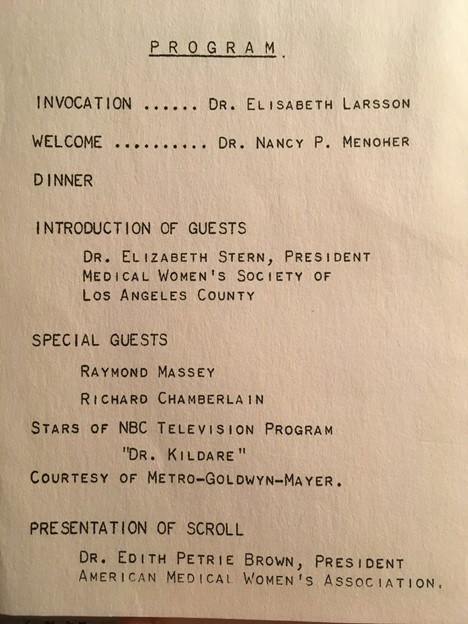 PROGRAM.
INVOCATION ...... DR. ELISABETH LARSSON
WELCOME .......... DR. NANCY P. MENOHER
DINNER
INTRODUCTION OF GUESTS
DR. ELIZABETH STERN, PRESIDENT
MEDICAL WOMEN'S SOCIETY OF
LOS ANGELES COUNTY
SPECIAL GUESTS
RAYMOND MASSEY
RICHARD CHAMBERLAIN
STARS OF NBC TELEVISION PROGRAM
"DR. KILDARE"
COURTESY OF METRO-GOLDWYN-MAYER.
PRESENTATION OF SCROLL
DR. EDITH PETRIE BROWN, PRESIDENT
AMERICAN MEDICAL WOMEN'S ASSOCIATION.